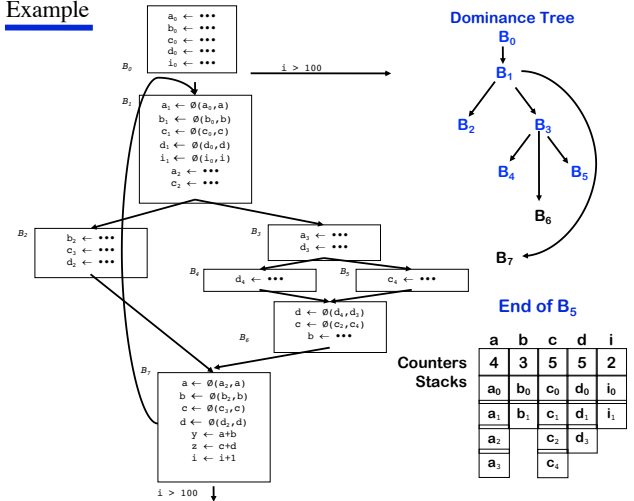 Example
B₀
a₀ ← •••
b₀ ← •••
c₀ ← •••
d₀ ← •••
i₀ ← •••
i > 100
B₁
a₁ ← Ø(a₀,a)
b₁ ← Ø(b₀,b)
c₁ ← Ø(c₀,c)
d₁ ← Ø(d₀,d)
i₁ ← Ø(i₀,i)
a₂ ← •••
c₂ ← •••
B₂
b₂ ← •••
c₃ ← •••
d₂ ← •••
B₃
a₃ ← •••
d₃ ← •••
B₄
d₄ ← •••
B₅
c₄ ← •••
B₆
d ← Ø(d₄,d₃)
c ← Ø(c₂,c₄)
b ← •••
B₇
a ← Ø(a₂,a)
b ← Ø(b₂,b)
c ← Ø(c₃,c)
d ← Ø(d₂,d)
y ← a+b
z ← c+d
i ← i+1
i > 100
Dominance Tree
B₀
B₁
B₂ B₃
B₄ B₅
B₆
B₇
End of B₅
a b c d i
Counters 4 3 5 5 2
Stacks a₀ b₀ c₀ d₀ i₀
a₁ b₁ c₁ d₁ i₁
a₂ c₂ d₃
a₃ c₄